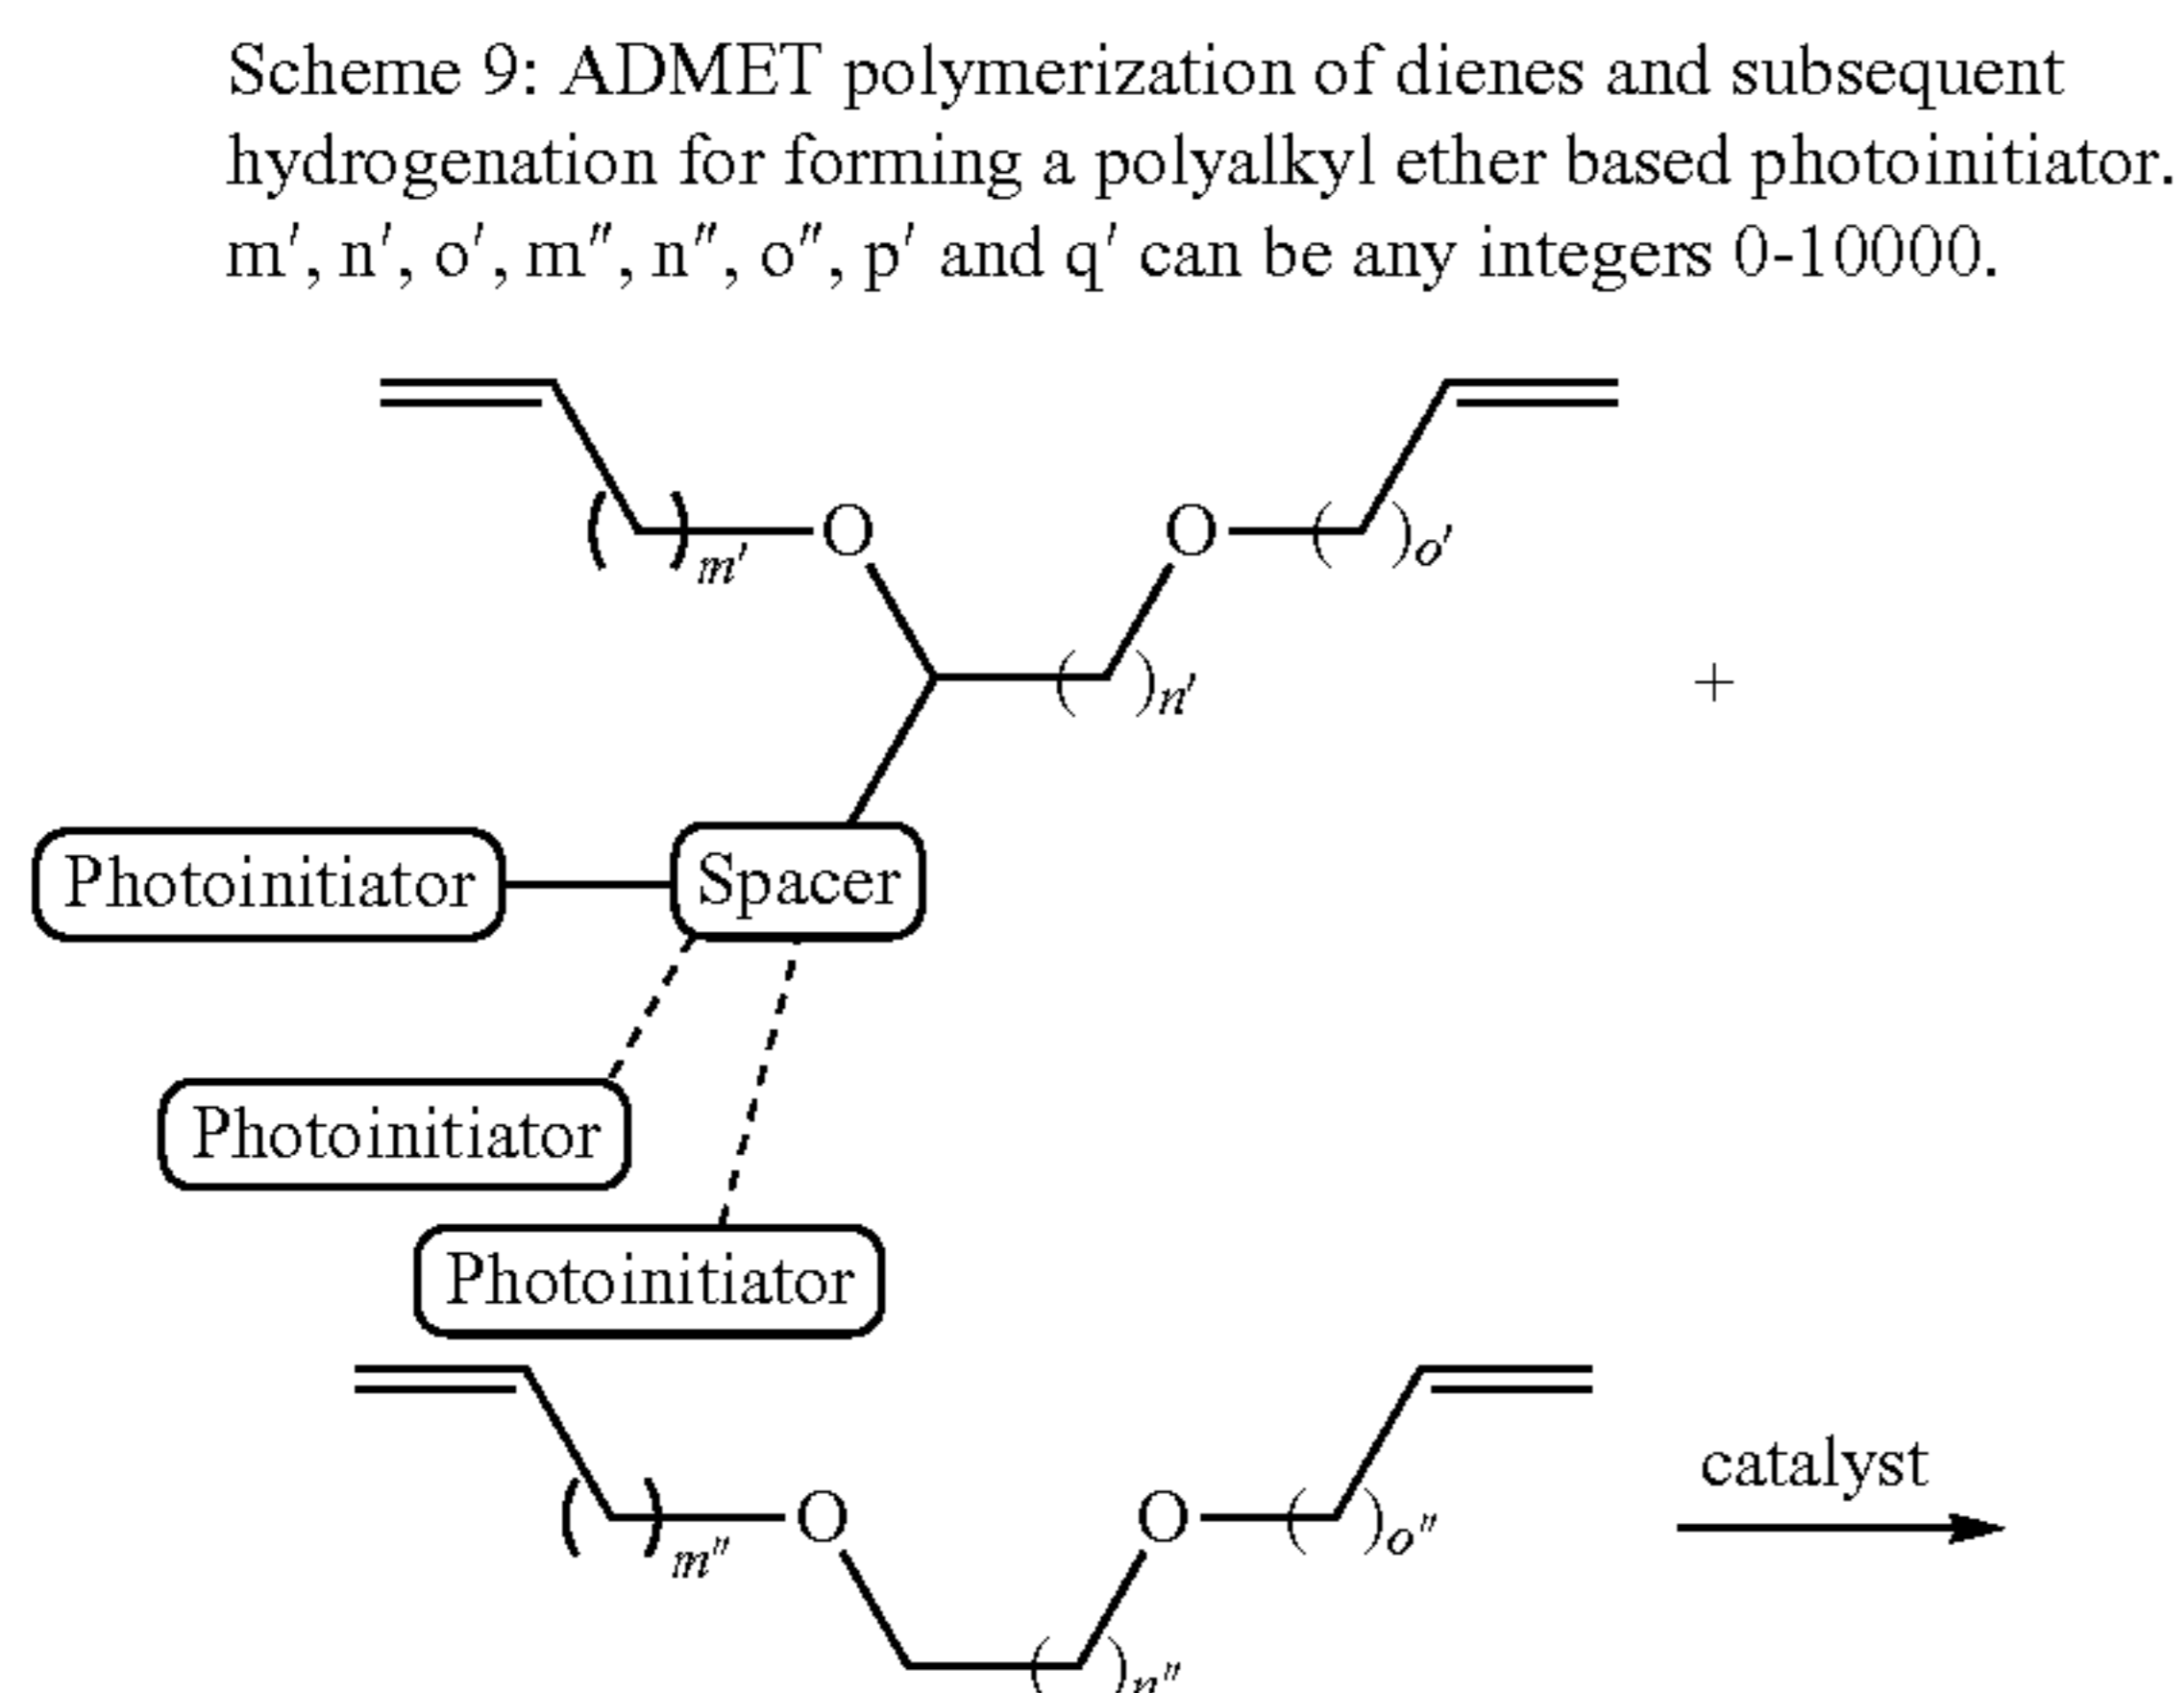 Scheme 9: ADMET polymerization of dienes and subsequent
hydrogenation for forming a polyalkyl ether based photoinitiator.
m′, n′, o′, m″, n″, o″, p′ and q′ can be any integers 0-10000.
( )m′ O O ( )o′
( )n′
+
Photoinitiator Spacer
Photoinitiator
Photoinitiator
catalyst
( )m″ O O ( )o″
( )n″